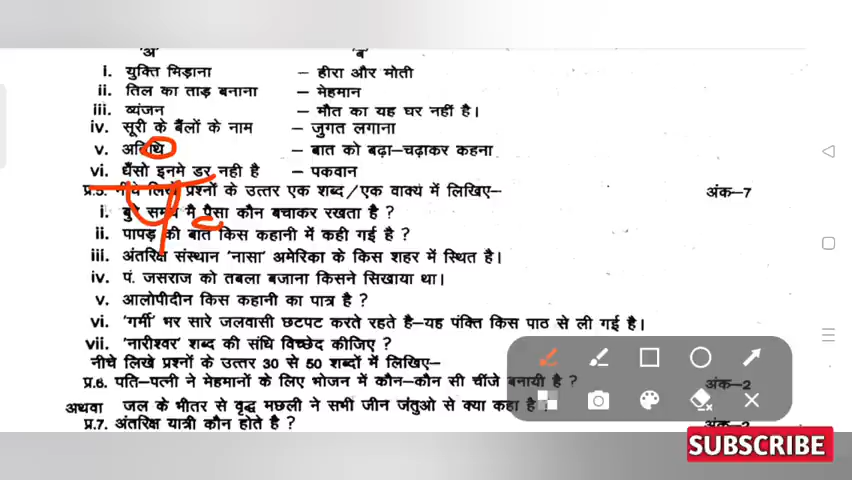 'अ' 'ब'
i. युक्ति मिड़ाना – हीरा और मोती
ii. तिल का ताड़ बनाना – मेहमान
iii. व्यंजन – मौत का यह घर नहीं है।
iv. सूरी के बैंलों के नाम – जुगत लगाना
v. अतिथि – बात को बढ़ा–चढ़ाकर कहना
vi. धैंसो इनमे डर नही है – पकवान
प्र.5. नीचे लिखे प्रश्नों के उत्तर एक शब्द/एक वाक्य में लिखिए– अंक–7
i. बुरे समय मै पैसा कौन बचाकर रखता है ?
ii. पापड़ की बात किस कहानी में कही गई है ?
iii. अंतरिक्ष संस्थान 'नासा' अमेरिका के किस शहर में स्थित है।
iv. पं. जसराज को तबला बजाना किसने सिखाया था।
v. आलोपीदीन किस कहानी का पात्र है ?
vi. 'गर्मी' भर सारे जलवासी छटपट करते रहते है–यह पंक्ति किस पाठ से ली गई है।
vii. 'नारीश्वर' शब्द की संधि विच्छेद कीजिए ?
नीचे लिखे प्रश्नों के उत्तर 30 से 50 शब्दों में लिखिए–
प्र.6. पति–पत्नी ने मेहमानों के लिए भोजन में कौन–कौन सी चींजे बनायी है ? अंक–2
अथवा जल के भीतर से वृद्ध मछली ने सभी जीन जंतुओ से क्या कहा है ?
प्र.7. अंतरिक्ष यात्री कौन होते है ? अंक–2
SUBSCRIBE